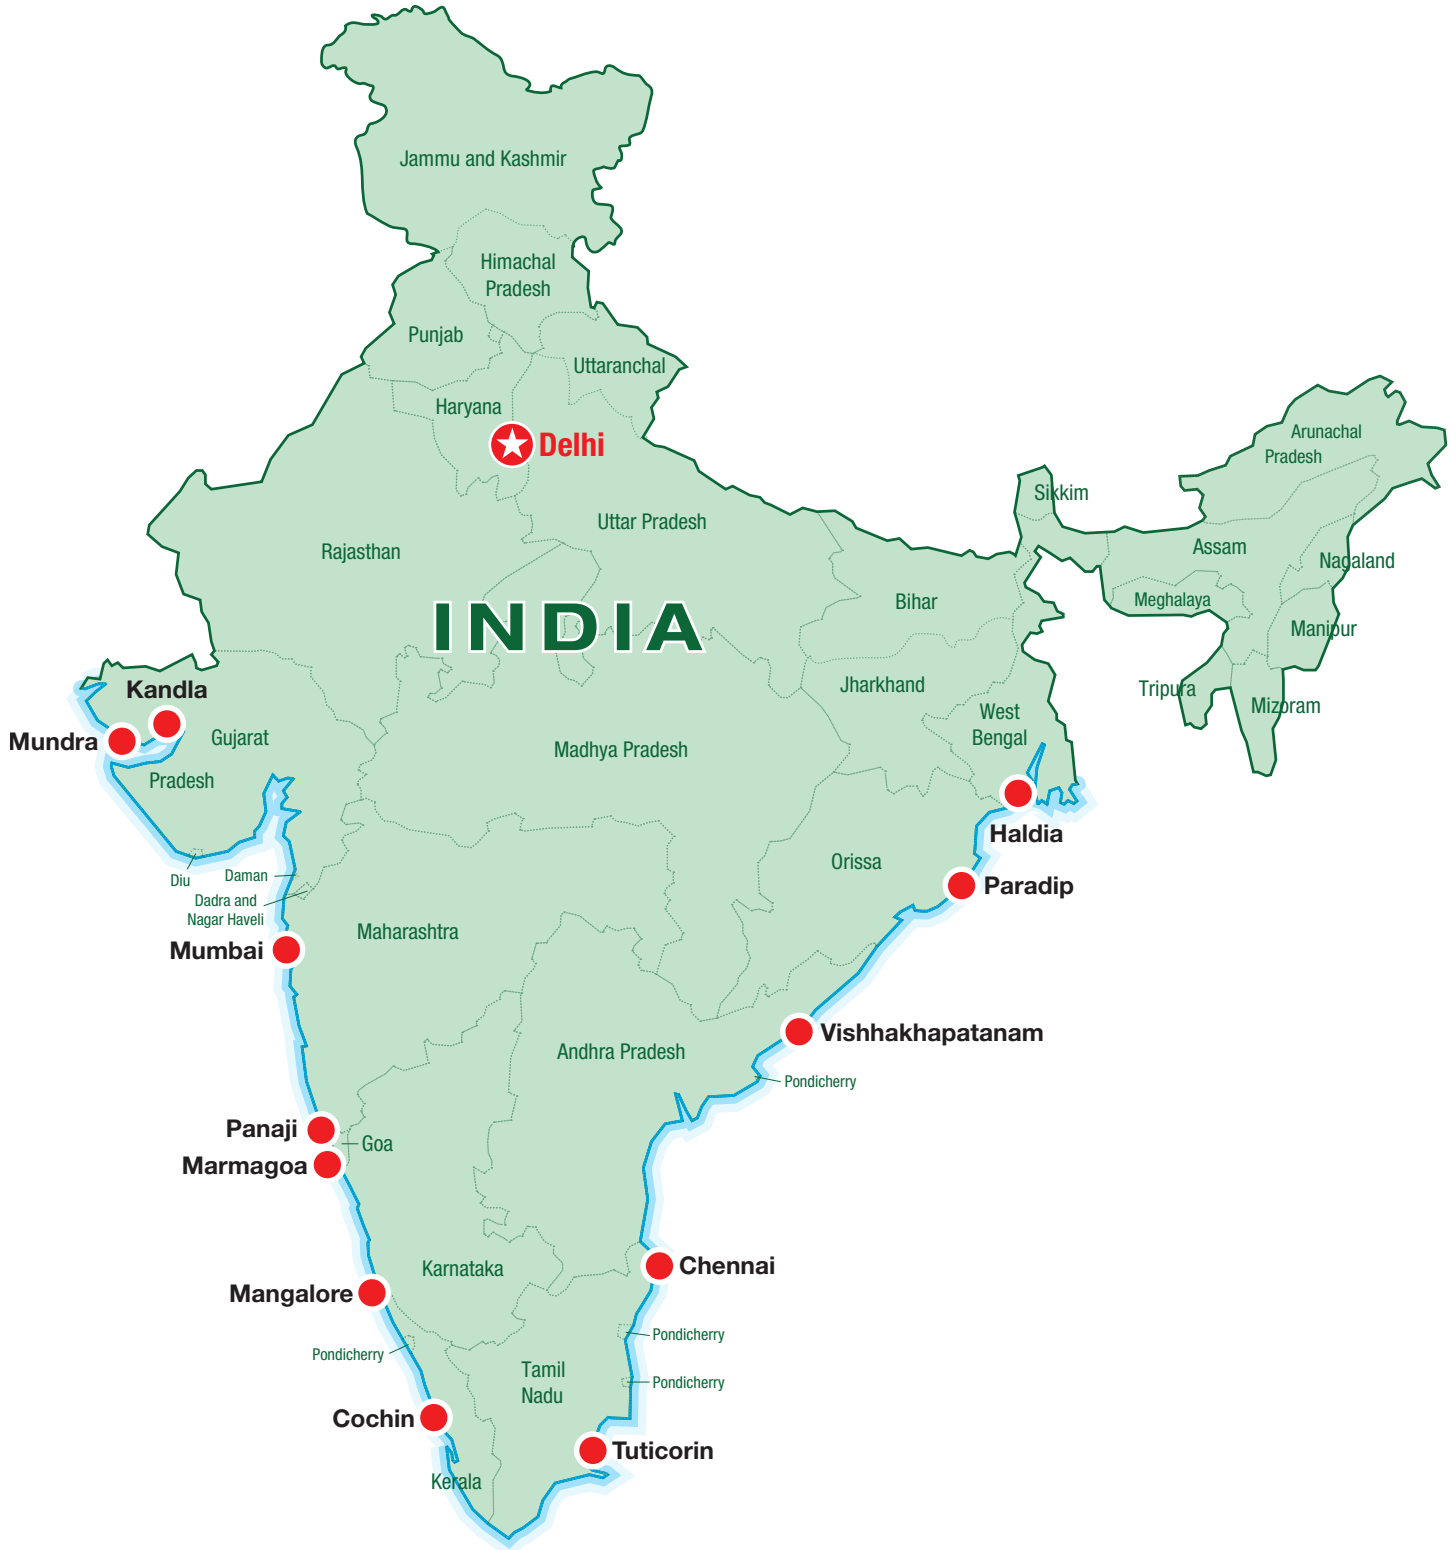 Jammu and Kashmir
Himachal
Pradesh
Punjab
Uttaranchal
Haryana
Delhi
Arunachal
Pradesh
Sikkim
Uttar Pradesh
Rajasthan
Assam
Nagaland
Bihar
Meghalaya
INDIA
Manipur
Kandla
Jharkhand
Tripura
Mizoram
West
Bengal
Mundra
Gujarat
Madhya Pradesh
Pradesh
Haldia
Orissa
Diu
Daman
Paradip
Dadra and
Nagar Haveli
Maharashtra
Mumbai
Vishhakhapatanam
Andhra Pradesh
Pondicherry
Panaji
Goa
Marmagoa
Chennai
Karnataka
Mangalore
Pondicherry
Pondicherry
Tamil
Nadu
Pondicherry
Cochin
Tuticorin
Kerala